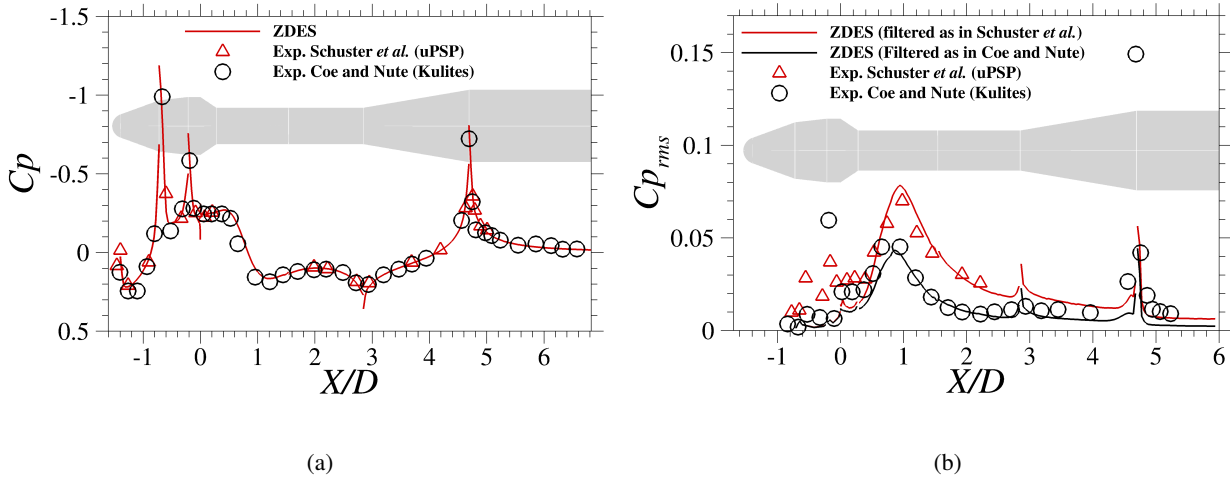 ZDES
Exp. Schuster et al. (uPSP)
Exp. Coe and Nute (Kulites)
-1.5
-1
-0.5
0
0.5
Cp
-1 0 1 2 3 4 5 6
X/D
(a)
ZDES (filtered as in Schuster et al.)
ZDES (Filtered as in Coe and Nute)
Exp. Schuster et al. (uPSP)
Exp. Coe and Nute (Kulites)
0.15
0.1
0.05
0
Cprms
-1 0 1 2 3 4 5 6
X/D
(b)